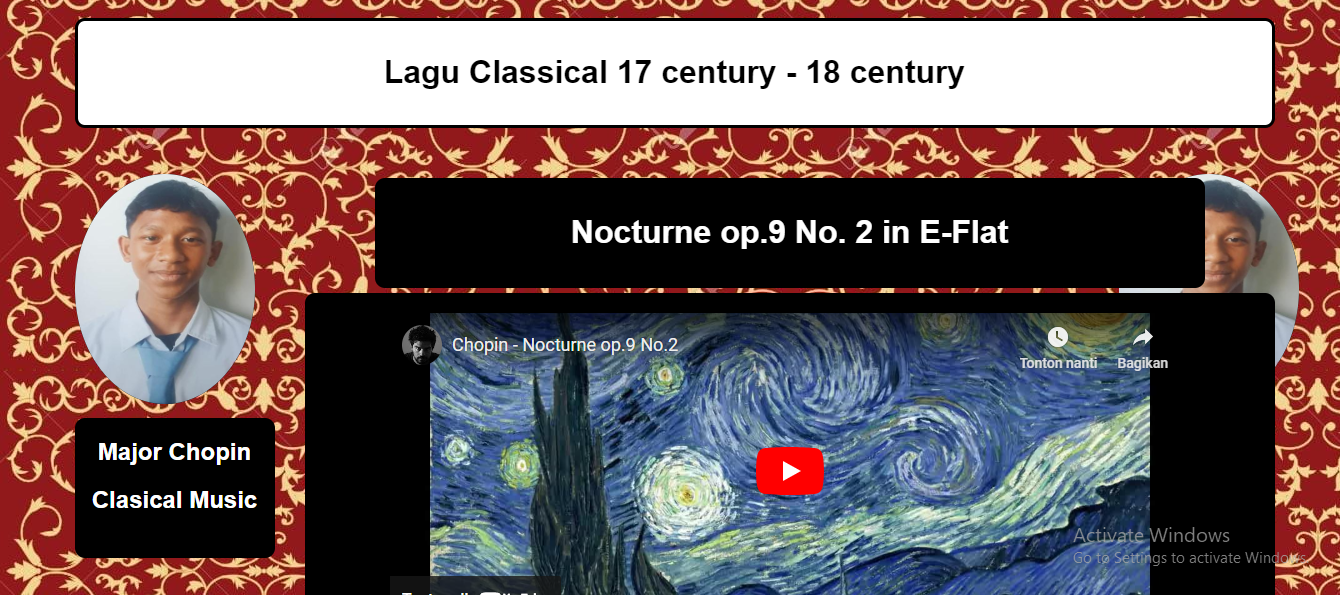 Lagu Classical 17 century - 18 century
Nocturne op.9 No. 2 in E-Flat
Chopin - Nocturne op.9 No.2
Tonton nanti
Bagikan
Major Chopin
Clasical Music
Activate Windows
Go to Settings to activate Windows.